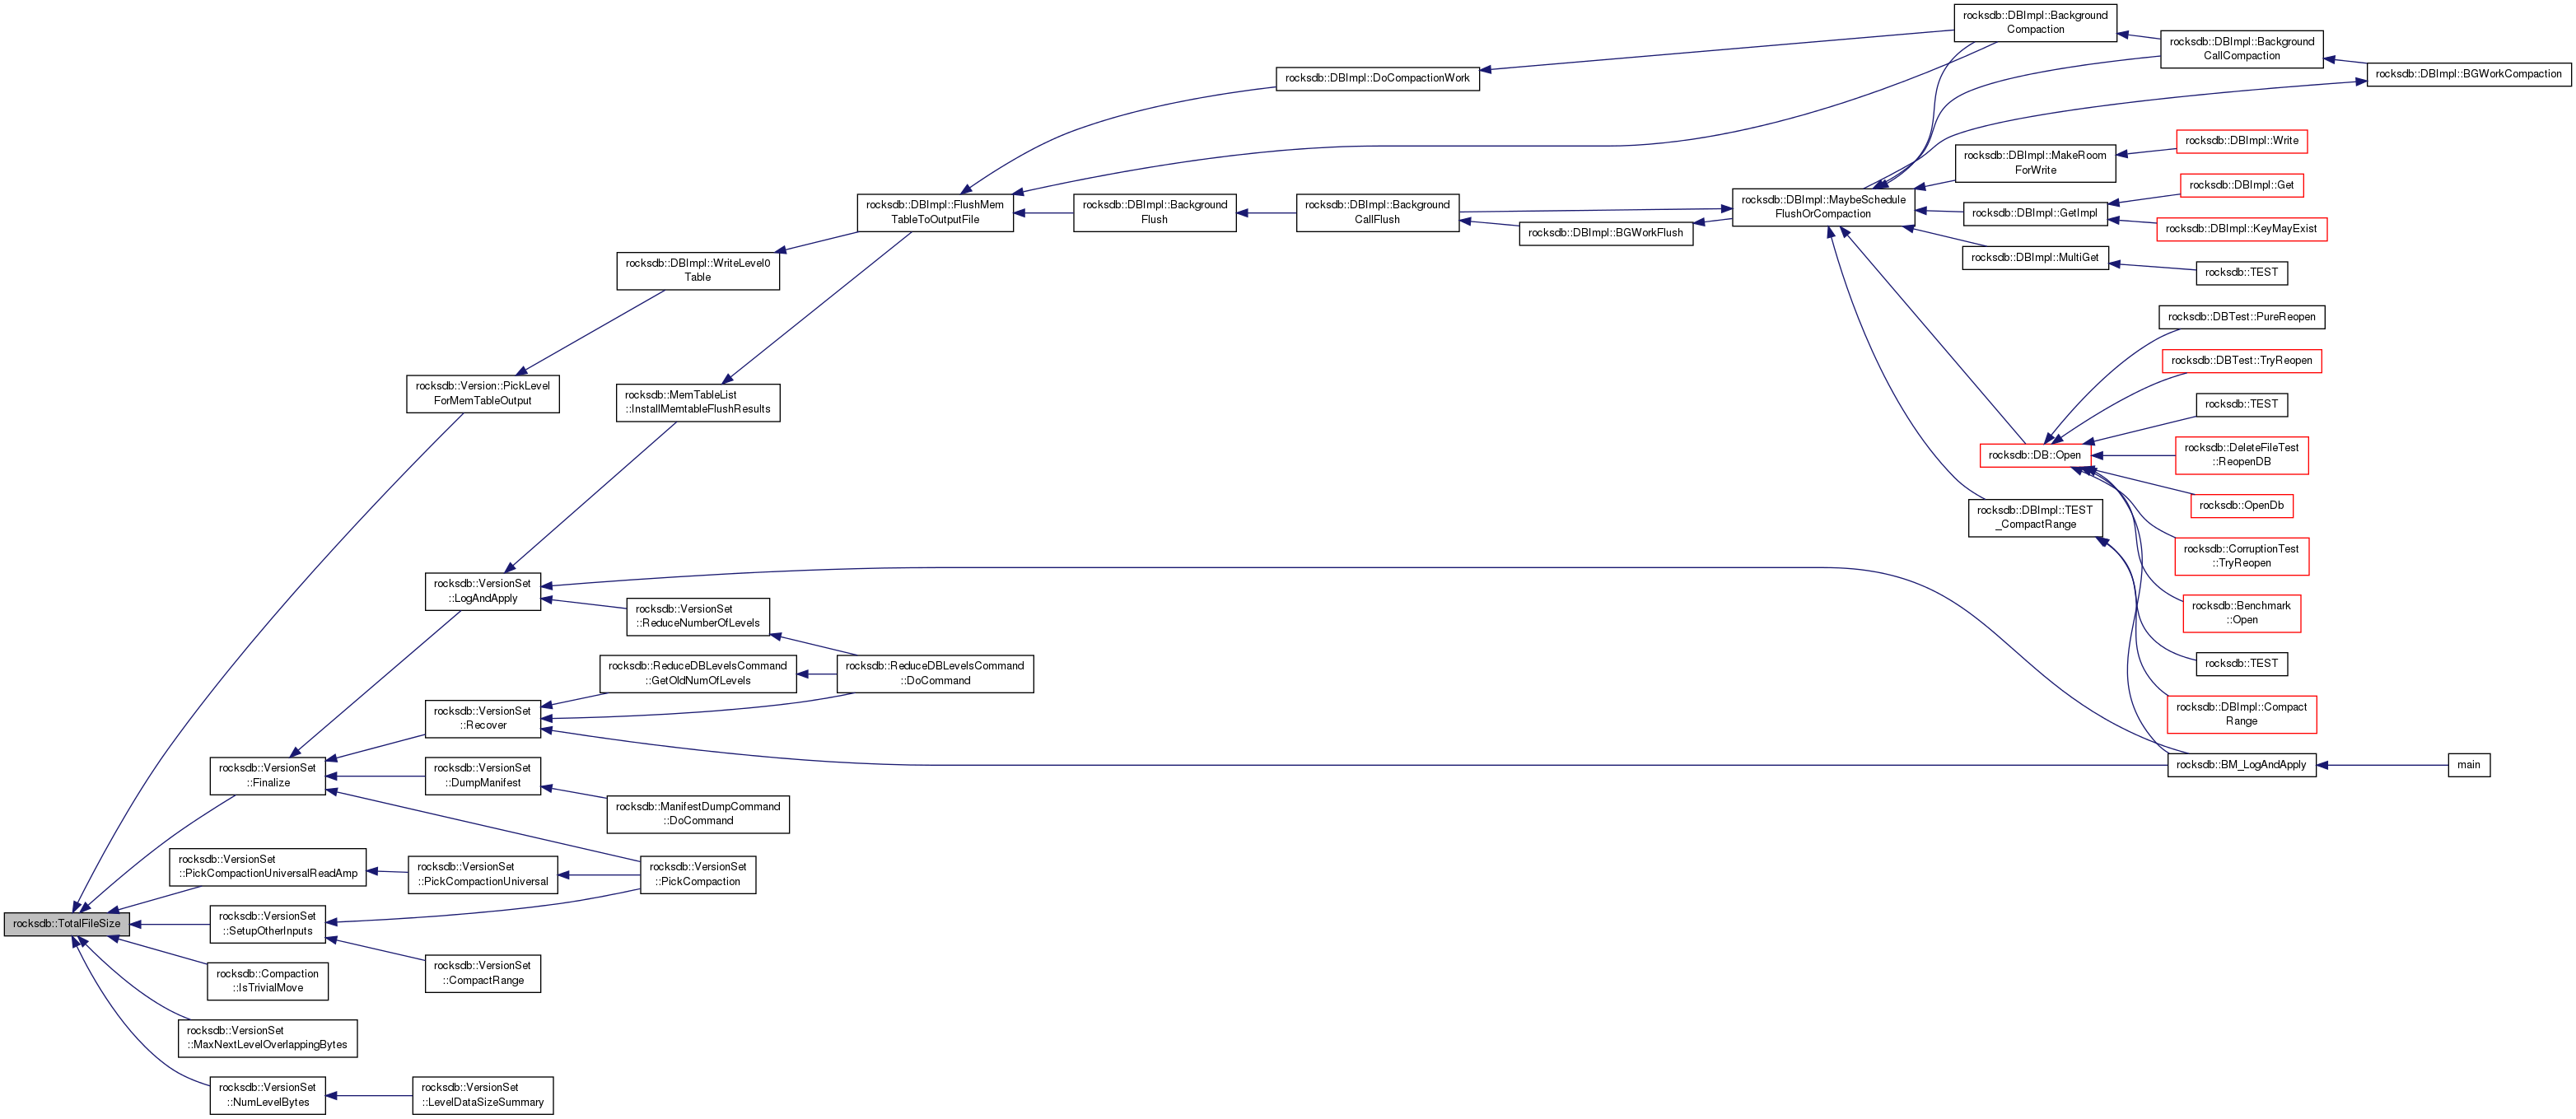 rocksdb::DBImpl::Background
Compaction
rocksdb::DBImpl::Background
CallCompaction
rocksdb::DBImpl::DoCompactionWork
rocksdb::DBImpl::BGWorkCompaction
rocksdb::DBImpl::Write
rocksdb::DBImpl::MakeRoom
ForWrite
rocksdb::DBImpl::Get
rocksdb::DBImpl::FlushMem
TableToOutputFile
rocksdb::DBImpl::Background
Flush
rocksdb::DBImpl::Background
CallFlush
rocksdb::DBImpl::MaybeSchedule
FlushOrCompaction
rocksdb::DBImpl::GetImpl
rocksdb::DBImpl::BGWorkFlush
rocksdb::DBImpl::KeyMayExist
rocksdb::DBImpl::MultiGet
rocksdb::TEST
rocksdb::DBImpl::WriteLevel0
Table
rocksdb::DBTest::PureReopen
rocksdb::DBTest::TryReopen
rocksdb::Version::PickLevel
ForMemTableOutput
rocksdb::MemTableList
::InstallMemtableFlushResults
rocksdb::TEST
rocksdb::DB::Open
rocksdb::DeleteFileTest
::ReopenDB
rocksdb::OpenDb
rocksdb::DBImpl::TEST
_CompactRange
rocksdb::CorruptionTest
::TryReopen
rocksdb::VersionSet
::LogAndApply
rocksdb::VersionSet
::ReduceNumberOfLevels
rocksdb::Benchmark
::Open
rocksdb::ReduceDBLevelsCommand
::GetOldNumOfLevels
rocksdb::ReduceDBLevelsCommand
::DoCommand
rocksdb::TEST
rocksdb::VersionSet
::Recover
rocksdb::DBImpl::Compact
Range
rocksdb::VersionSet
::Finalize
rocksdb::VersionSet
::DumpManifest
rocksdb::BM_LogAndApply
main
rocksdb::ManifestDumpCommand
::DoCommand
rocksdb::VersionSet
::PickCompactionUniversalReadAmp
rocksdb::VersionSet
::PickCompactionUniversal
rocksdb::VersionSet
::PickCompaction
rocksdb::TotalFileSize
rocksdb::VersionSet
::SetupOtherInputs
rocksdb::VersionSet
::CompactRange
rocksdb::Compaction
::IsTrivialMove
rocksdb::VersionSet
::MaxNextLevelOverlappingBytes
rocksdb::VersionSet
::NumLevelBytes
rocksdb::VersionSet
::LevelDataSizeSummary